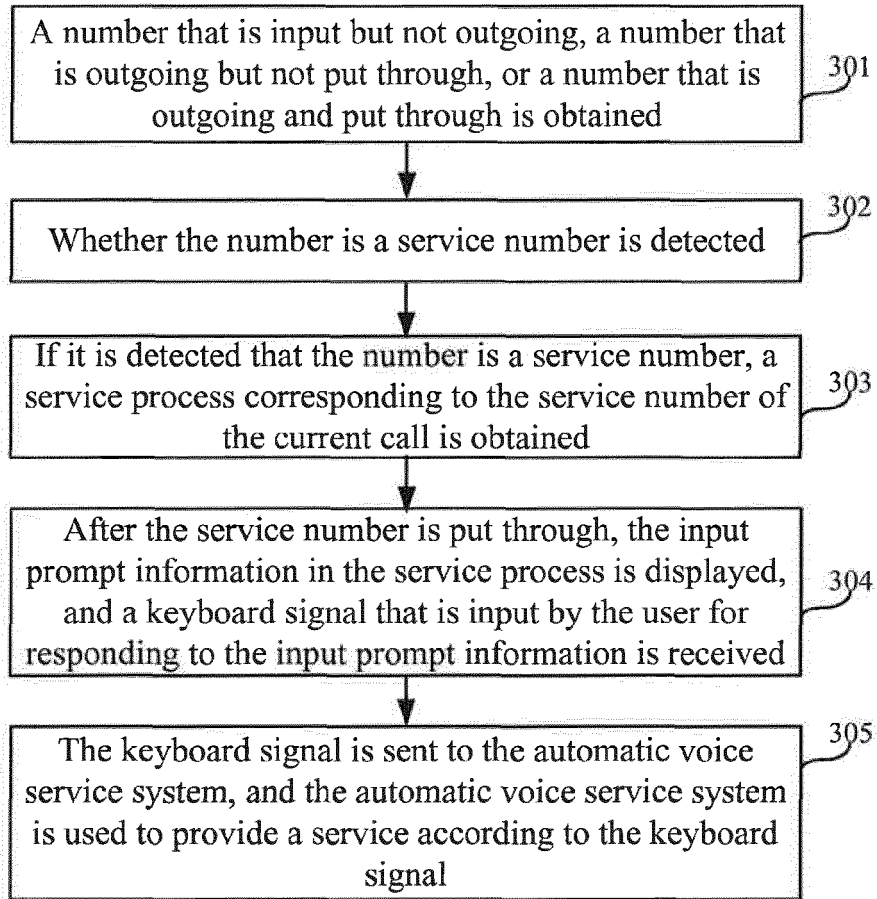 A number that is input but not outgoing, a number that
is outgoing but not put through, or a number that is
outgoing and put through is obtained
301
Whether the number is a service number is detected
302
If it is detected that the number is a service number, a
service process corresponding to the service number of
the current call is obtained
303
After the service number is put through, the input
prompt information in the service process is displayed,
and a keyboard signal that is input by the user for
responding to the input prompt information is received
304
The keyboard signal is sent to the automatic voice
service system, and the automatic voice service system
is used to provide a service according to the keyboard
signal
305